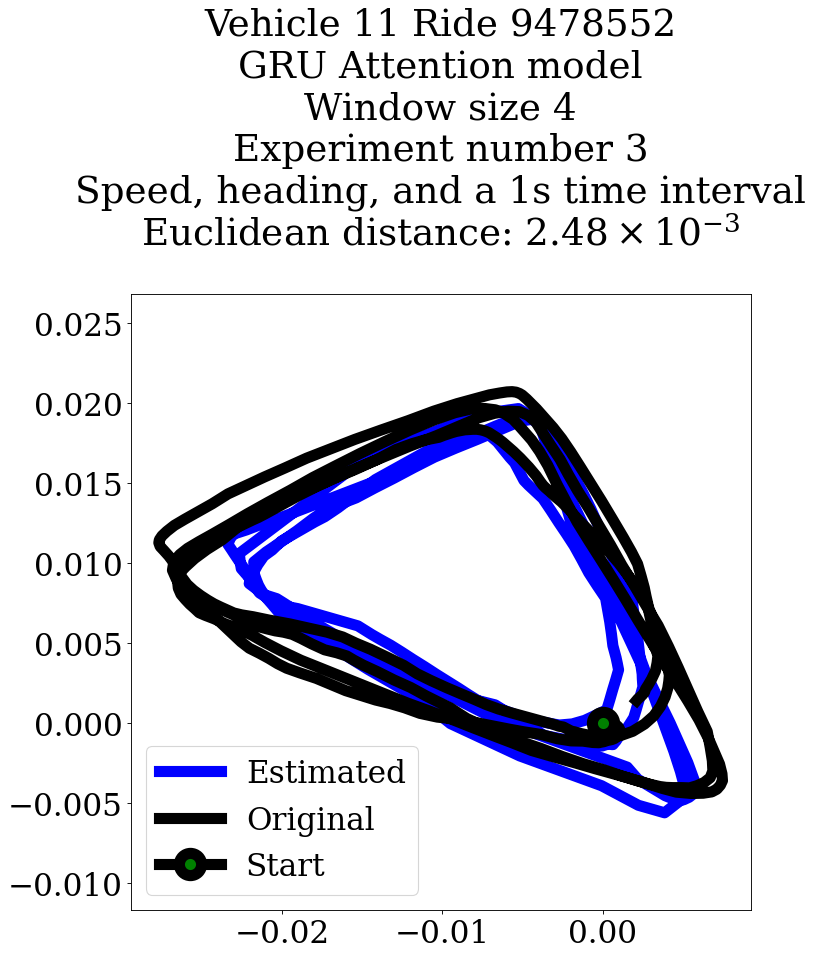 Vehicle 11 Ride 9478552
GRU Attention model
Window size 4
Experiment number 3
Speed, heading, and a 1s time interval
Euclidean distance: 2.48 × 10⁻³
0.025
0.020
0.015
0.010
0.005
0.000
−0.005
−0.010
Estimated
Original
Start
−0.02 −0.01 0.00